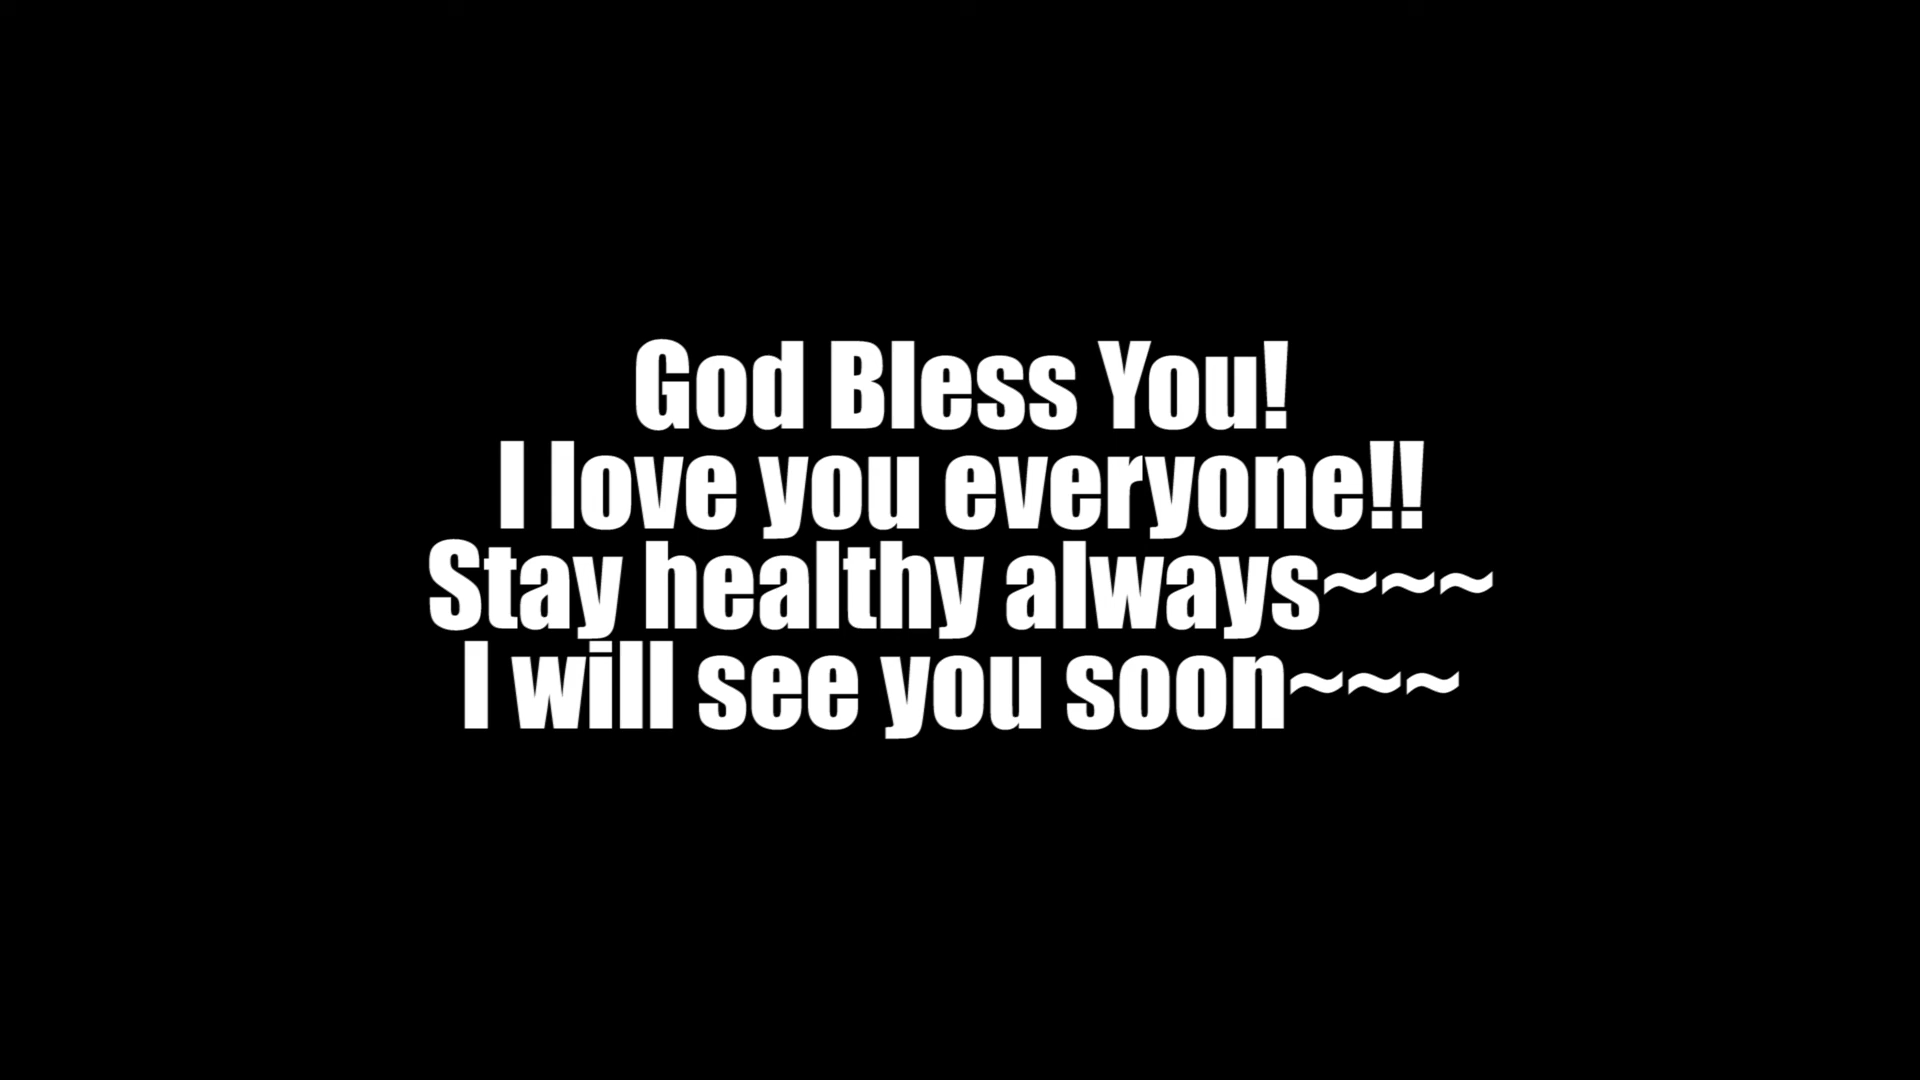 God Bless You!
I love you everyone!!
Stay healthy always~~~
I will see you soon~~~